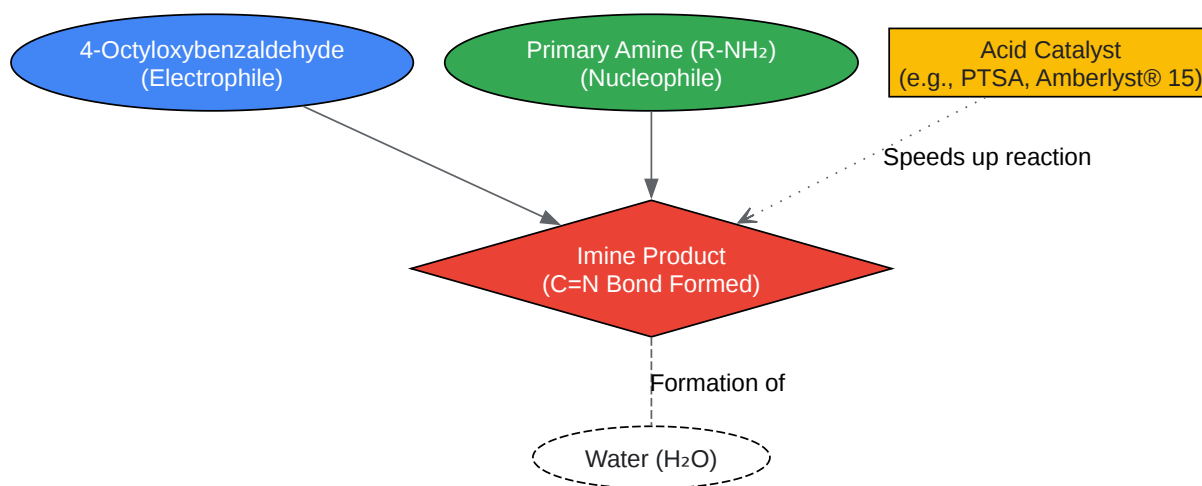 4-Octyloxybenzaldehyde
(Electrophile)
Primary Amine (R-NH₂)
(Nucleophile)
Acid Catalyst
(e.g., PTSA, Amberlyst® 15)
Speeds up reaction
Imine Product
(C=N Bond Formed)
Formation of
Water (H₂O)